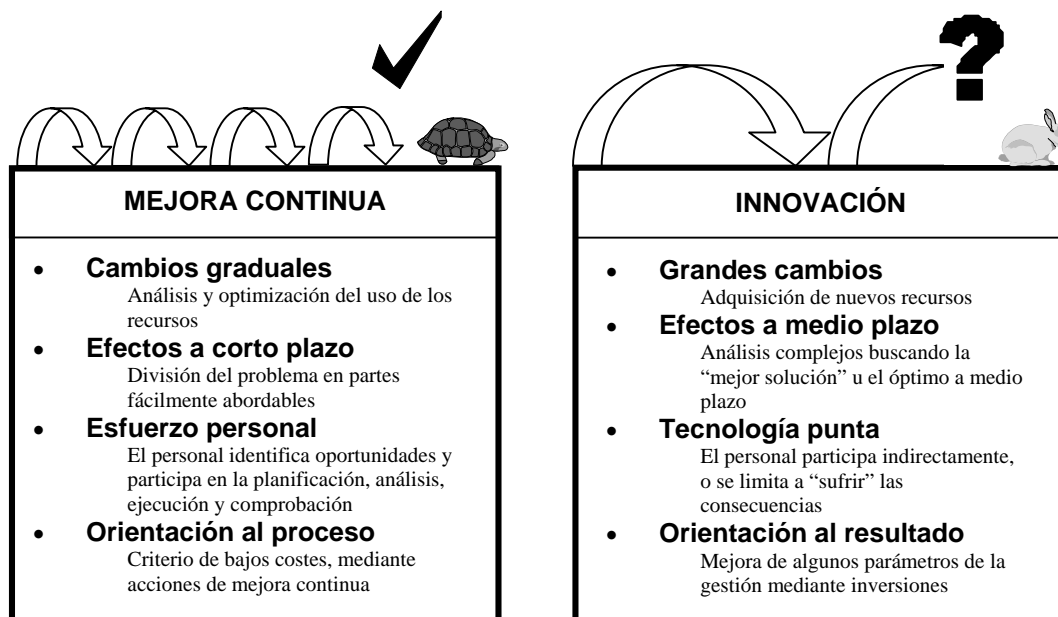 ?
MEJORA CONTINUA
• Cambios graduales
Análisis y optimización del uso de los
recursos
• Efectos a corto plazo
División del problema en partes
fácilmente abordables
• Esfuerzo personal
El personal identifica oportunidades y
participa en la planificación, análisis,
ejecución y comprobación
• Orientación al proceso
Criterio de bajos costes, mediante
acciones de mejora continua
INNOVACIÓN
• Grandes cambios
Adquisición de nuevos recursos
• Efectos a medio plazo
Análisis complejos buscando la
“mejor solución” u el óptimo a medio
plazo
• Tecnología punta
El personal participa indirectamente,
o se limita a “sufrir” las
consecuencias
• Orientación al resultado
Mejora de algunos parámetros de la
gestión mediante inversiones